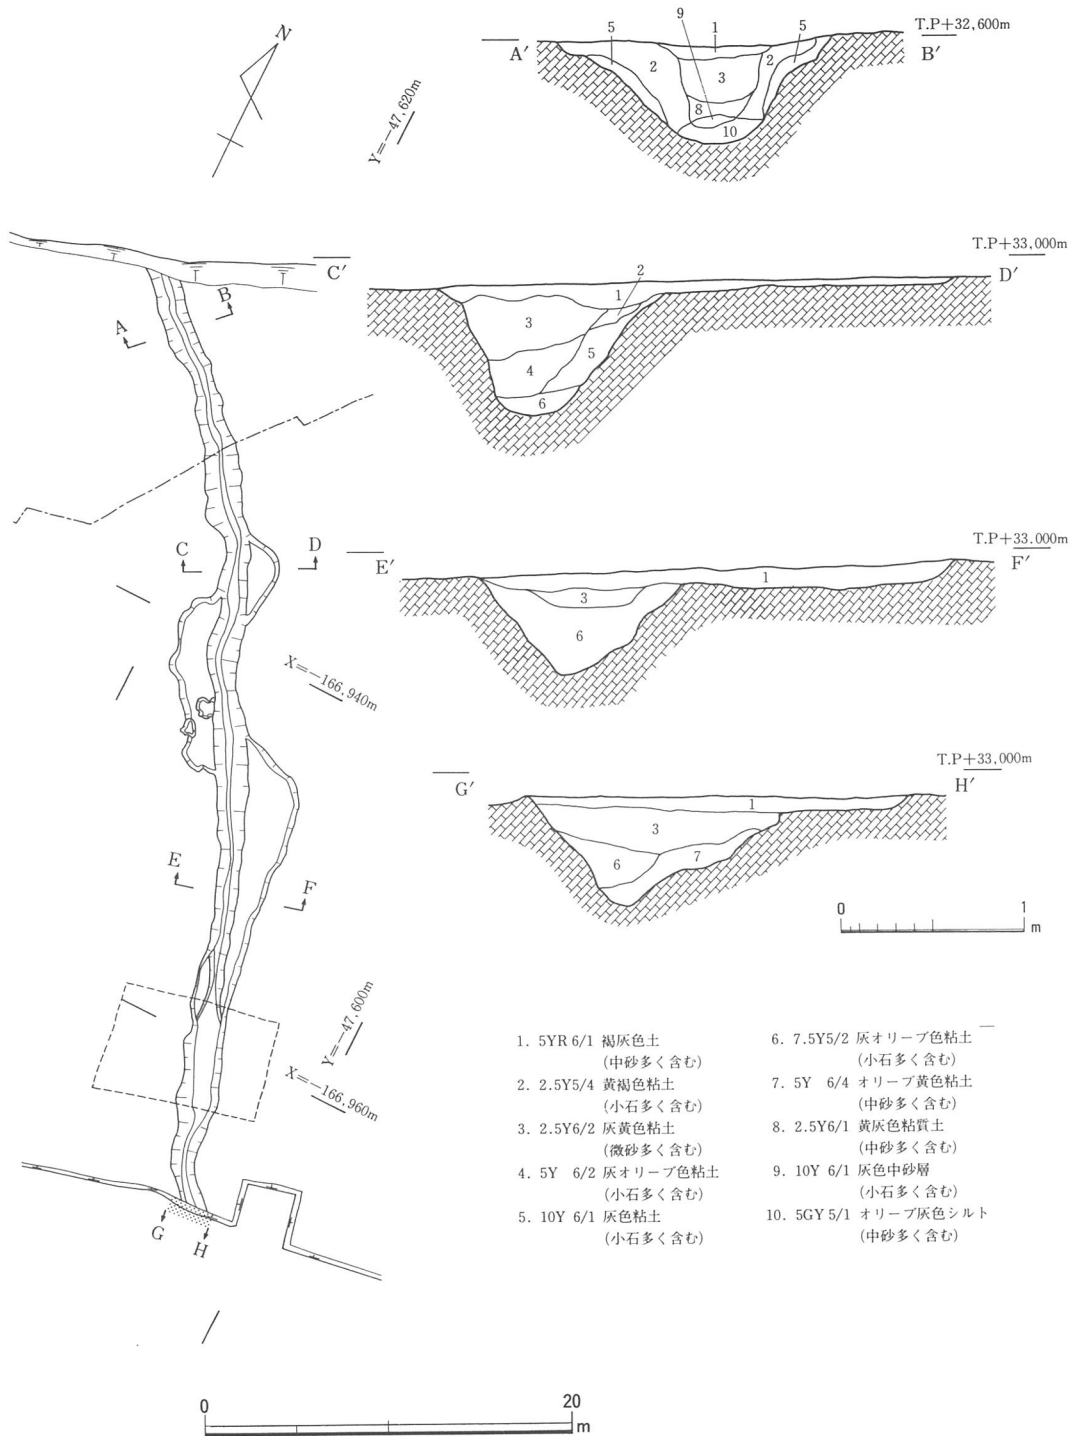 N
Y=-47,620m
9
5
1
5
T.P+32,600m
A′
B′
2
2
3
8
10
T.P+33,000m
C′
D′
2
1
3
5
4
6
B
A
T.P+33.000m
E′
F′
1
3
6
C
D
X=-166,940m
T.P+33,000m
G′
H′
1
3
6
7
0
1
m
E
F
Y=-47,600m
X=-166,960m
G
H
1. 5YR 6/1 褐灰色土
(中砂多く含む)
2. 2.5Y5/4 黄褐色粘土
(小石多く含む)
3. 2.5Y6/2 灰黄色粘土
(微砂多く含む)
4. 5Y 6/2 灰オリーブ色粘土
(小石多く含む)
5. 10Y 6/1 灰色粘土
(小石多く含む)
6. 7.5Y5/2 灰オリーブ色粘土
(小石多く含む)
7. 5Y 6/4 オリーブ黄色粘土
(中砂多く含む)
8. 2.5Y6/1 黄灰色粘質土
(中砂多く含む)
9. 10Y 6/1 灰色中砂層
(小石多く含む)
10. 5GY 5/1 オリーブ灰色シルト
(中砂多く含む)
0
20
m